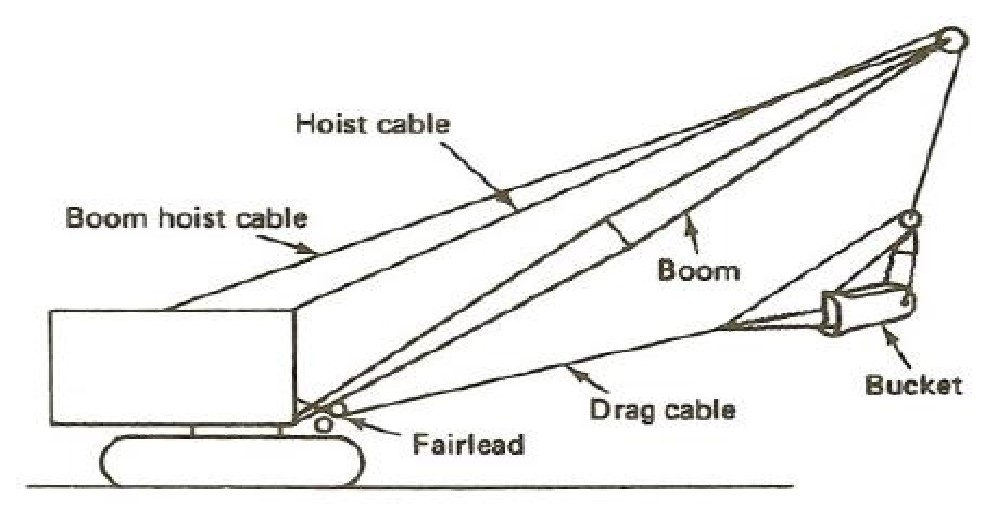 Hoist cable
Boom hoist cable
Boom
Bucket
Drag cable
Fairlead